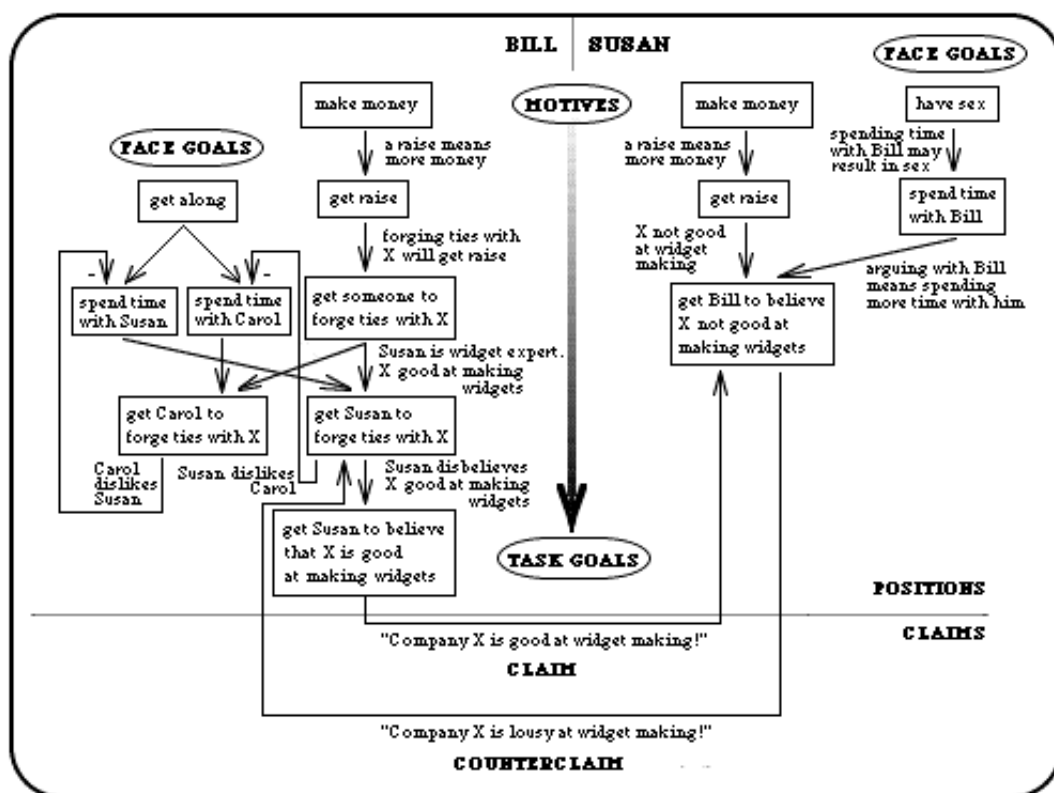 BILL
SUSAN
FACE GOALS
make money
MOTIVES
make money
have sex
FACE GOALS
a raise means
more money
a raise means
more money
spending time
with Bill may
result in sex
get along
get raise
get raise
spend time
with Bill
forging ties with
X will get raise
X not good
at widget
making
-
-
spend time
with Susan
spend time
with Carol
get someone to
forge ties with X
get Bill to believe
X not good at
making widgets
arguing with Bill
means spending
more time with him
Susan is widget expert.
X good at making
widgets
get Carol to
forge ties with X
get Susan to
forge ties with X
Carol
dislikes
Susan
Susan dislikes
Carol
Susan disbelieves
X good at making
widgets
get Susan to believe
that X is good
at making widgets
TASK GOALS
POSITIONS
CLAIMS
"Company X is good at widget making!"
CLAIM
"Company X is lousy at widget making!"
COUNTERCLAIM